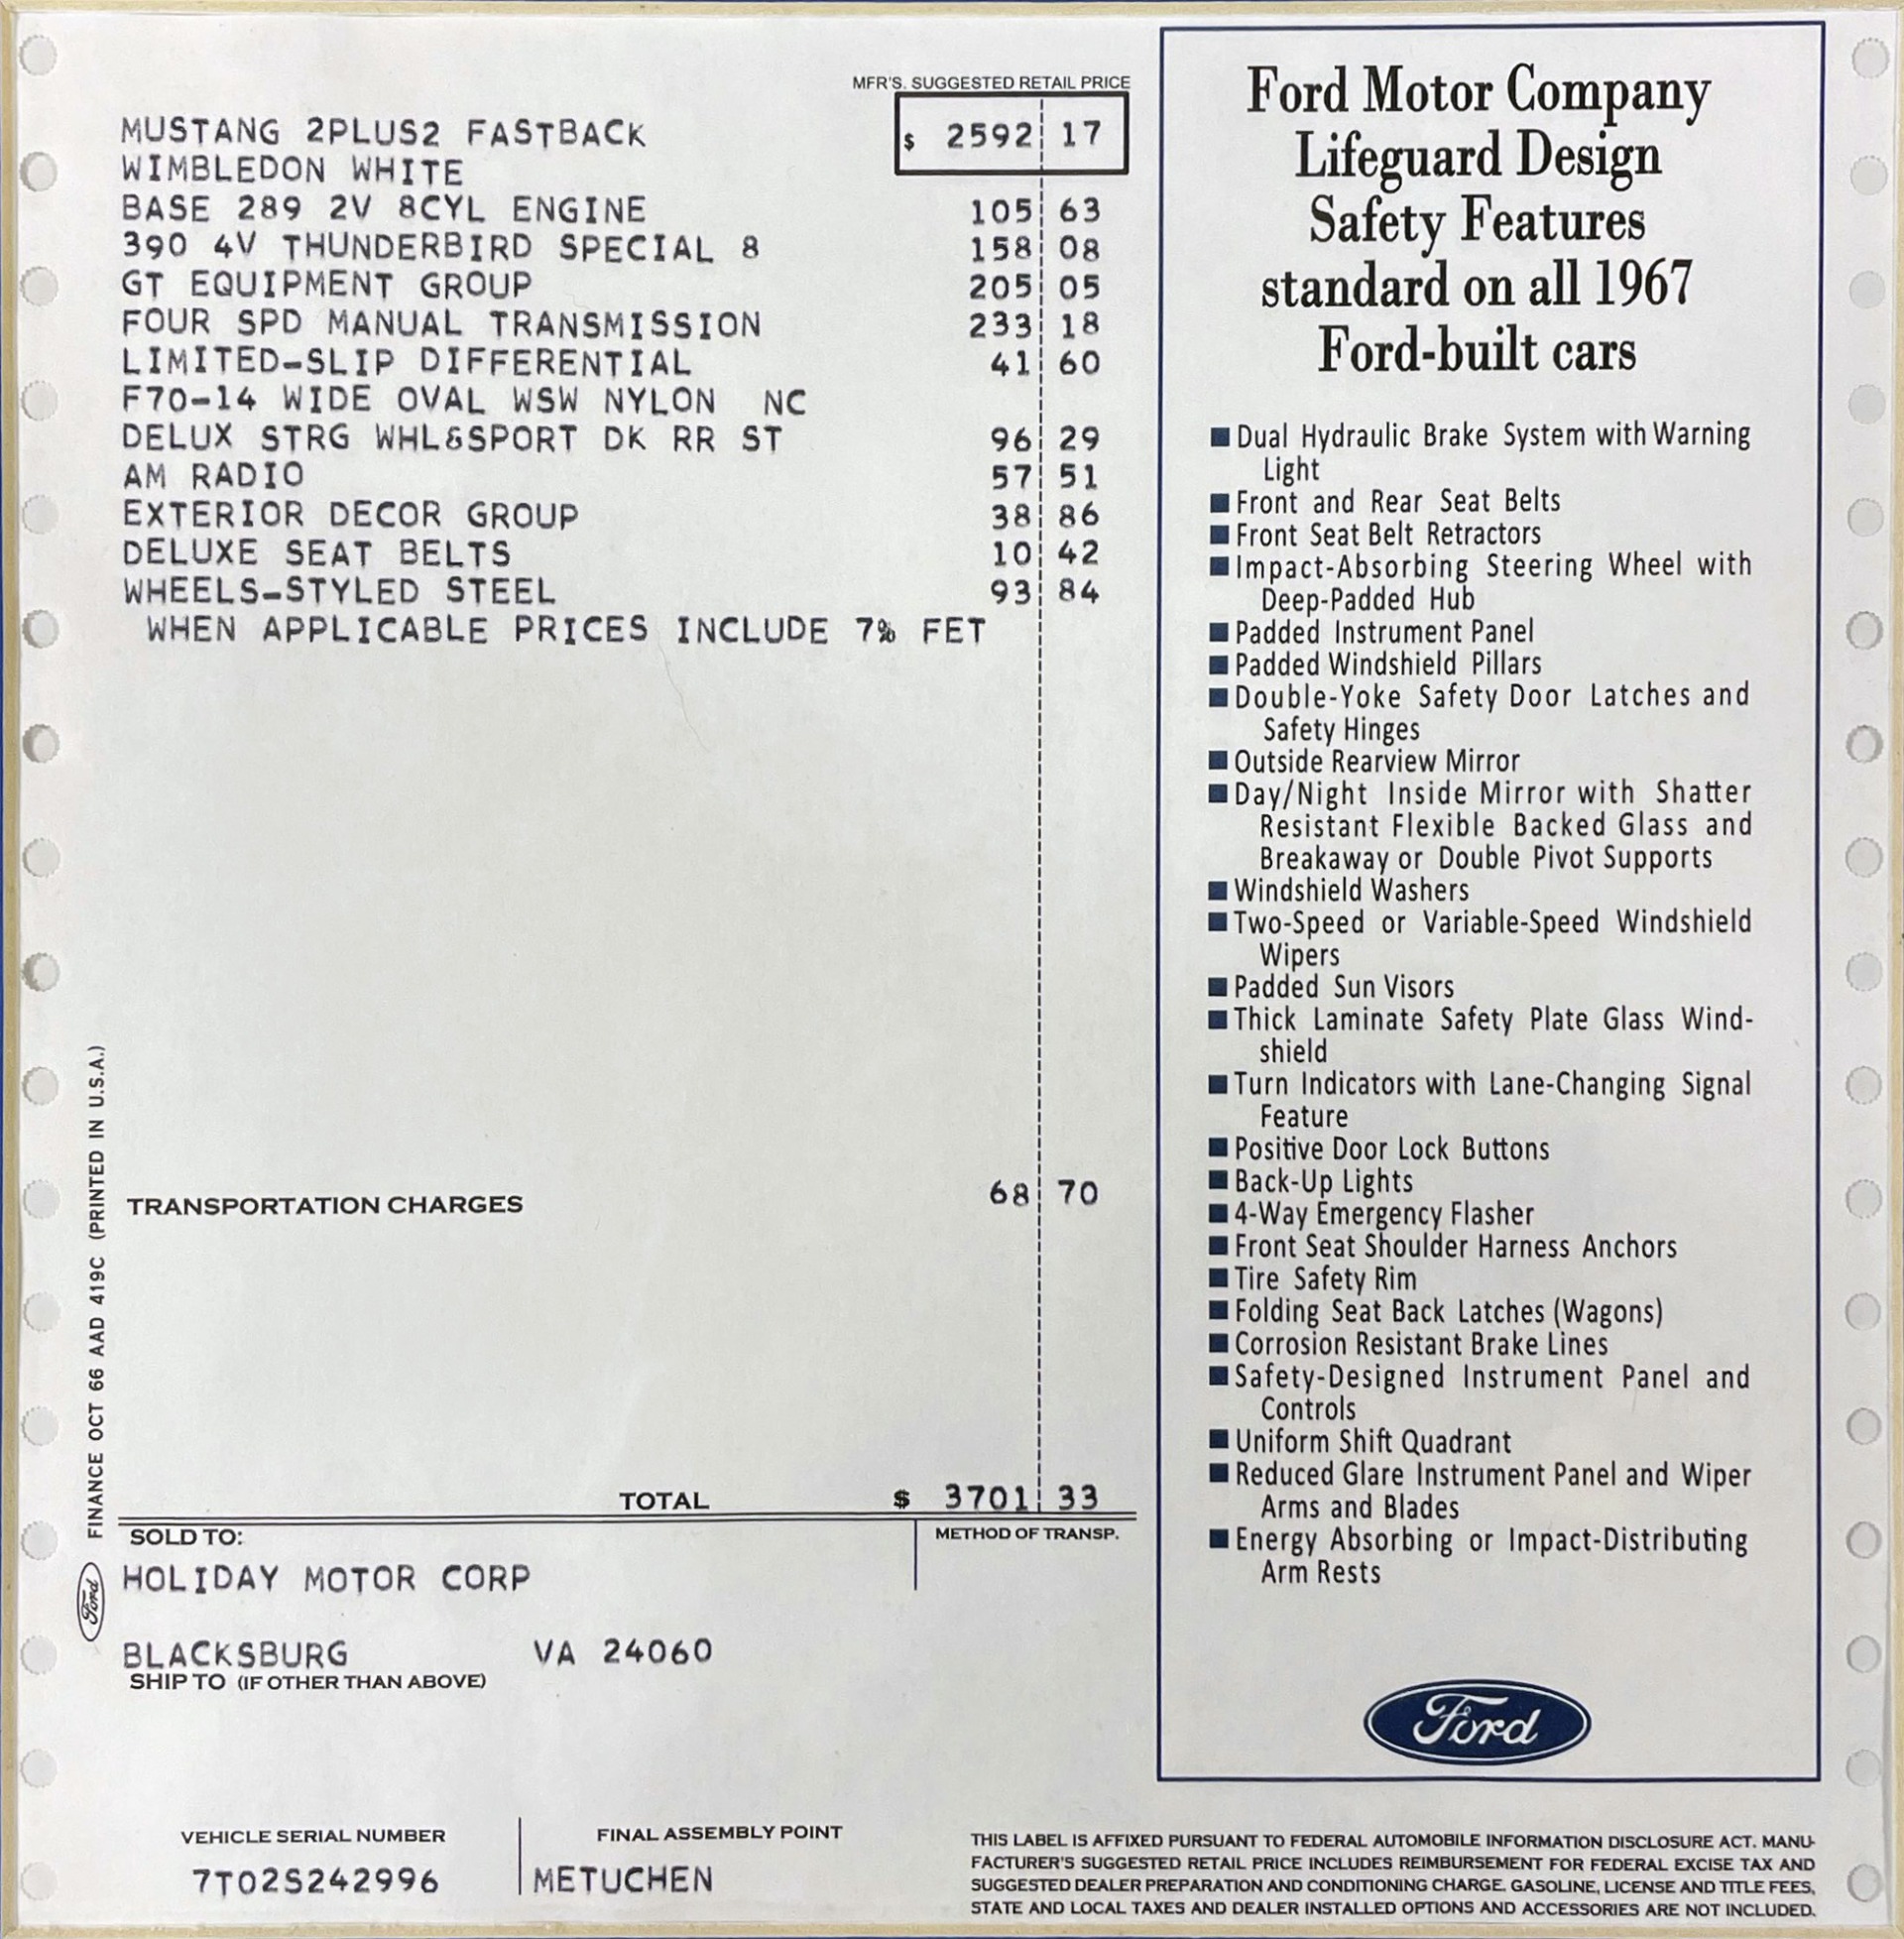 MFR'S. SUGGESTED RETAIL PRICE
MUSTANG 2PLUS2 FASTBACK $ 2592 17
WIMBLEDON WHITE
BASE 289 2V 8CYL ENGINE 105 63
390 4V THUNDERBIRD SPECIAL 8 158 08
GT EQUIPMENT GROUP 205 05
FOUR SPD MANUAL TRANSMISSION 233 18
LIMITED-SLIP DIFFERENTIAL 41 60
F70-14 WIDE OVAL WSW NYLON NC
DELUX STRG WHL&SPORT DK RR ST 96 29
AM RADIO 57 51
EXTERIOR DECOR GROUP 38 86
DELUXE SEAT BELTS 10 42
WHEELS-STYLED STEEL 93 84
WHEN APPLICABLE PRICES INCLUDE 7% FET
TRANSPORTATION CHARGES 68 70
TOTAL $ 3701 33
SOLD TO:
METHOD OF TRANSP.
HOLIDAY MOTOR CORP
BLACKSBURG VA 24060
SHIP TO (IF OTHER THAN ABOVE)
Ford FINANCE OCT 66 AAD 419C (PRINTED IN U.S.A.)
VEHICLE SERIAL NUMBER
7T02S242996
FINAL ASSEMBLY POINT
METUCHEN
Ford Motor Company
Lifeguard Design
Safety Features
standard on all 1967
Ford-built cars
■ Dual Hydraulic Brake System with Warning
Light
■ Front and Rear Seat Belts
■ Front Seat Belt Retractors
■ Impact-Absorbing Steering Wheel with
Deep-Padded Hub
■ Padded Instrument Panel
■ Padded Windshield Pillars
■ Double-Yoke Safety Door Latches and
Safety Hinges
■ Outside Rearview Mirror
■ Day/Night Inside Mirror with Shatter
Resistant Flexible Backed Glass and
Breakaway or Double Pivot Supports
■ Windshield Washers
■ Two-Speed or Variable-Speed Windshield
Wipers
■ Padded Sun Visors
■ Thick Laminate Safety Plate Glass Wind-
shield
■ Turn Indicators with Lane-Changing Signal
Feature
■ Positive Door Lock Buttons
■ Back-Up Lights
■ 4-Way Emergency Flasher
■ Front Seat Shoulder Harness Anchors
■ Tire Safety Rim
■ Folding Seat Back Latches (Wagons)
■ Corrosion Resistant Brake Lines
■ Safety-Designed Instrument Panel and
Controls
■ Uniform Shift Quadrant
■ Reduced Glare Instrument Panel and Wiper
Arms and Blades
■ Energy Absorbing or Impact-Distributing
Arm Rests
Ford
THIS LABEL IS AFFIXED PURSUANT TO FEDERAL AUTOMOBILE INFORMATION DISCLOSURE ACT. MANU-
FACTURER'S SUGGESTED RETAIL PRICE INCLUDES REIMBURSEMENT FOR FEDERAL EXCISE TAX AND
SUGGESTED DEALER PREPARATION AND CONDITIONING CHARGE. GASOLINE, LICENSE AND TITLE FEES,
STATE AND LOCAL TAXES AND DEALER INSTALLED OPTIONS AND ACCESSORIES ARE NOT INCLUDED.